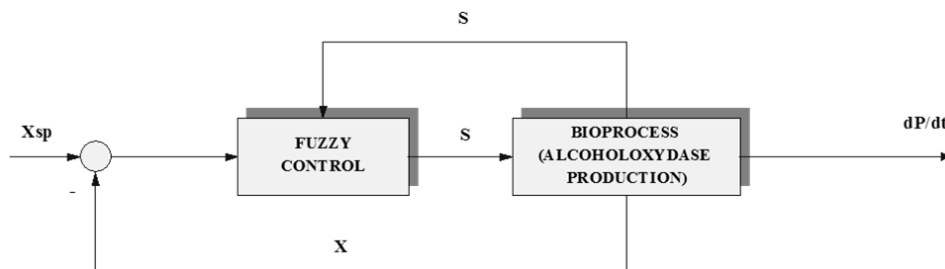 S
Xsp
-
FUZZY
CONTROL
S
BIOPROCESS
(ALCOHOLOXYDASE
PRODUCTION)
dP/dt
X